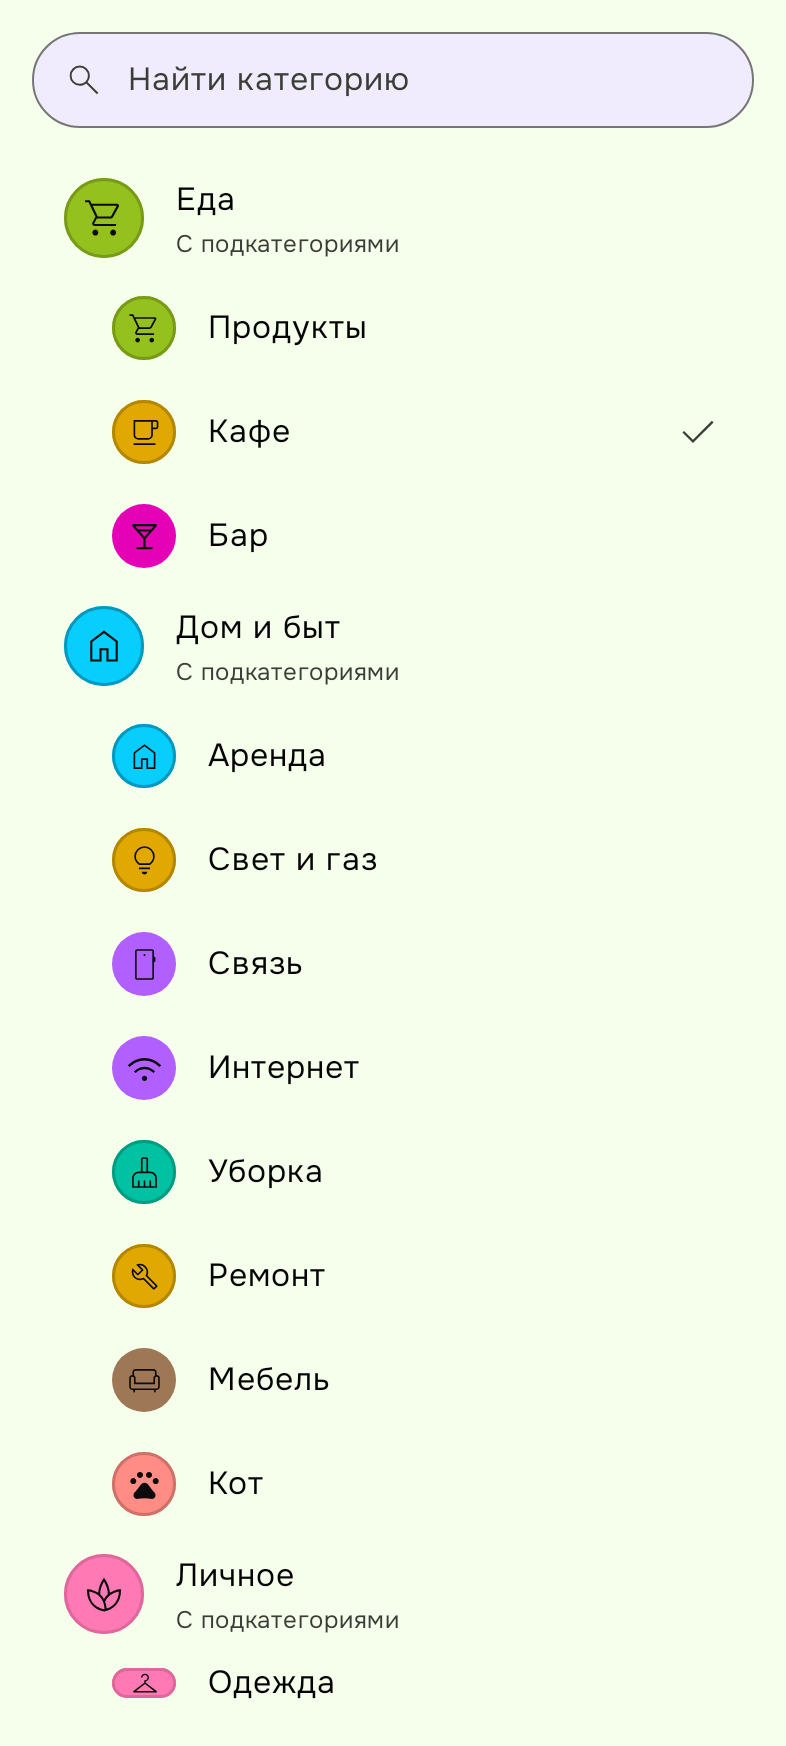 Найти категорию
Еда
С подкатегориями
Продукты
Кафе
Бар
Дом и быт
С подкатегориями
Аренда
Свет и газ
Связь
Интернет
Уборка
Ремонт
Мебель
Кот
Личное
С подкатегориями
Одежда